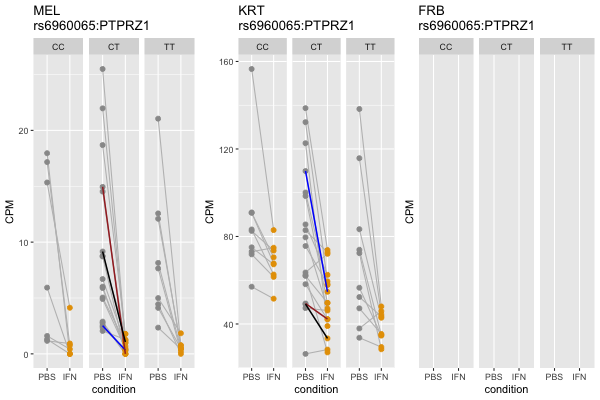 MEL
rs6960065:PTPRZ1
CC CT TT
20
10
0
CPM
PBS IFN PBS IFN PBS IFN
condition
KRT
rs6960065:PTPRZ1
CC CT TT
160
120
80
40
CPM
PBS IFN PBS IFN PBS IFN
condition
FRB
rs6960065:PTPRZ1
CC CT TT
CPM
PBS IFN PBS IFN PBS IFN
condition